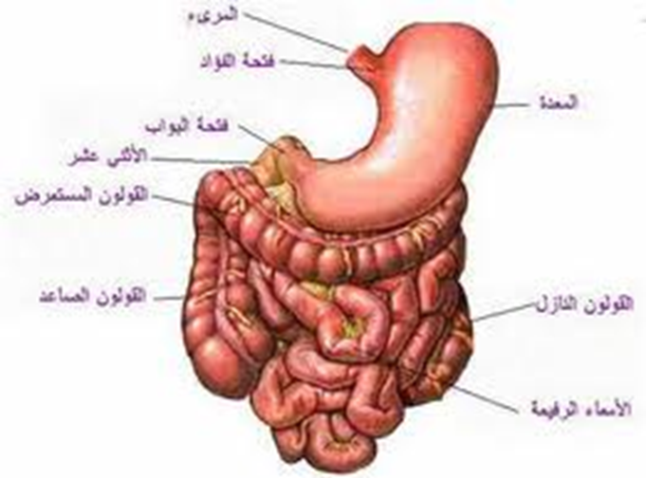 المريء
فتحة الفؤاد
المعدة
فتحة البواب
الأثني عشر
القولون المستعرض
القولون الصاعد
القولون النازل
الأمعاء الرفيعة